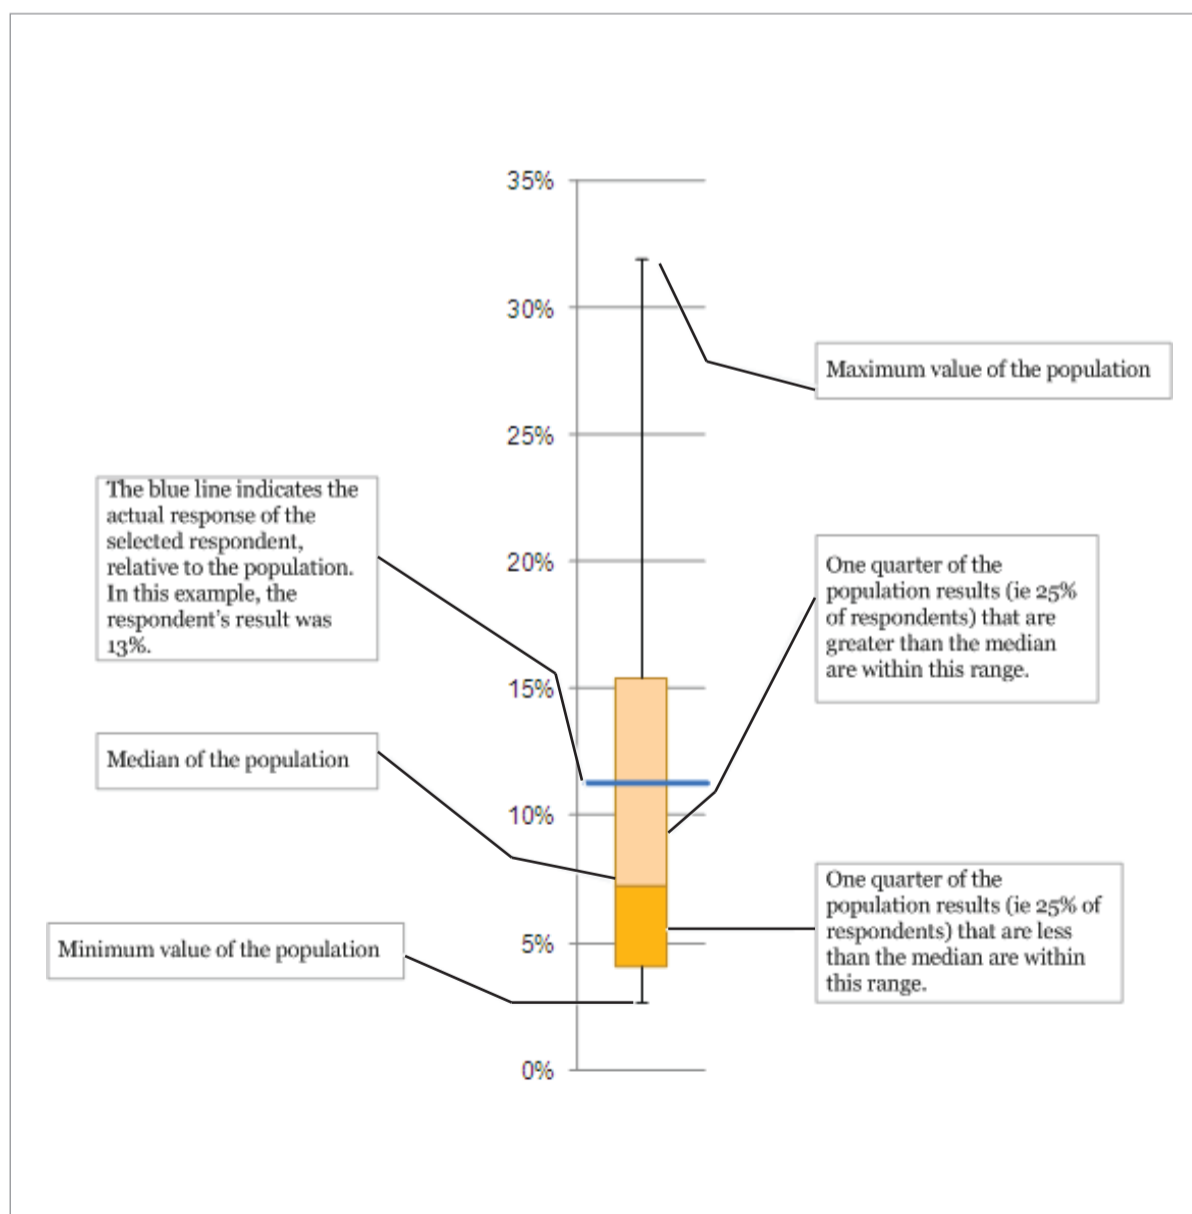 35%
30%
Maximum value of the population
25%
The blue line indicates the
actual response of the
selected respondent,
relative to the population.
In this example, the
respondent's result was
13%.
20%
One quarter of the
population results (ie 25%
of respondents) that are
greater than the median
are within this range.
15%
Median of the population
10%
One quarter of the
population results (ie 25% of
respondents) that are less
than the median are within
this range.
Minimum value of the population
5%
0%